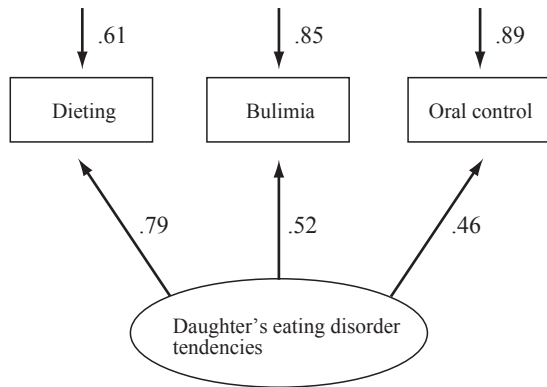 .61
.85
.89
Dieting
Bulimia
Oral control
.79
.52
.46
Daughter’s eating disorder
tendencies